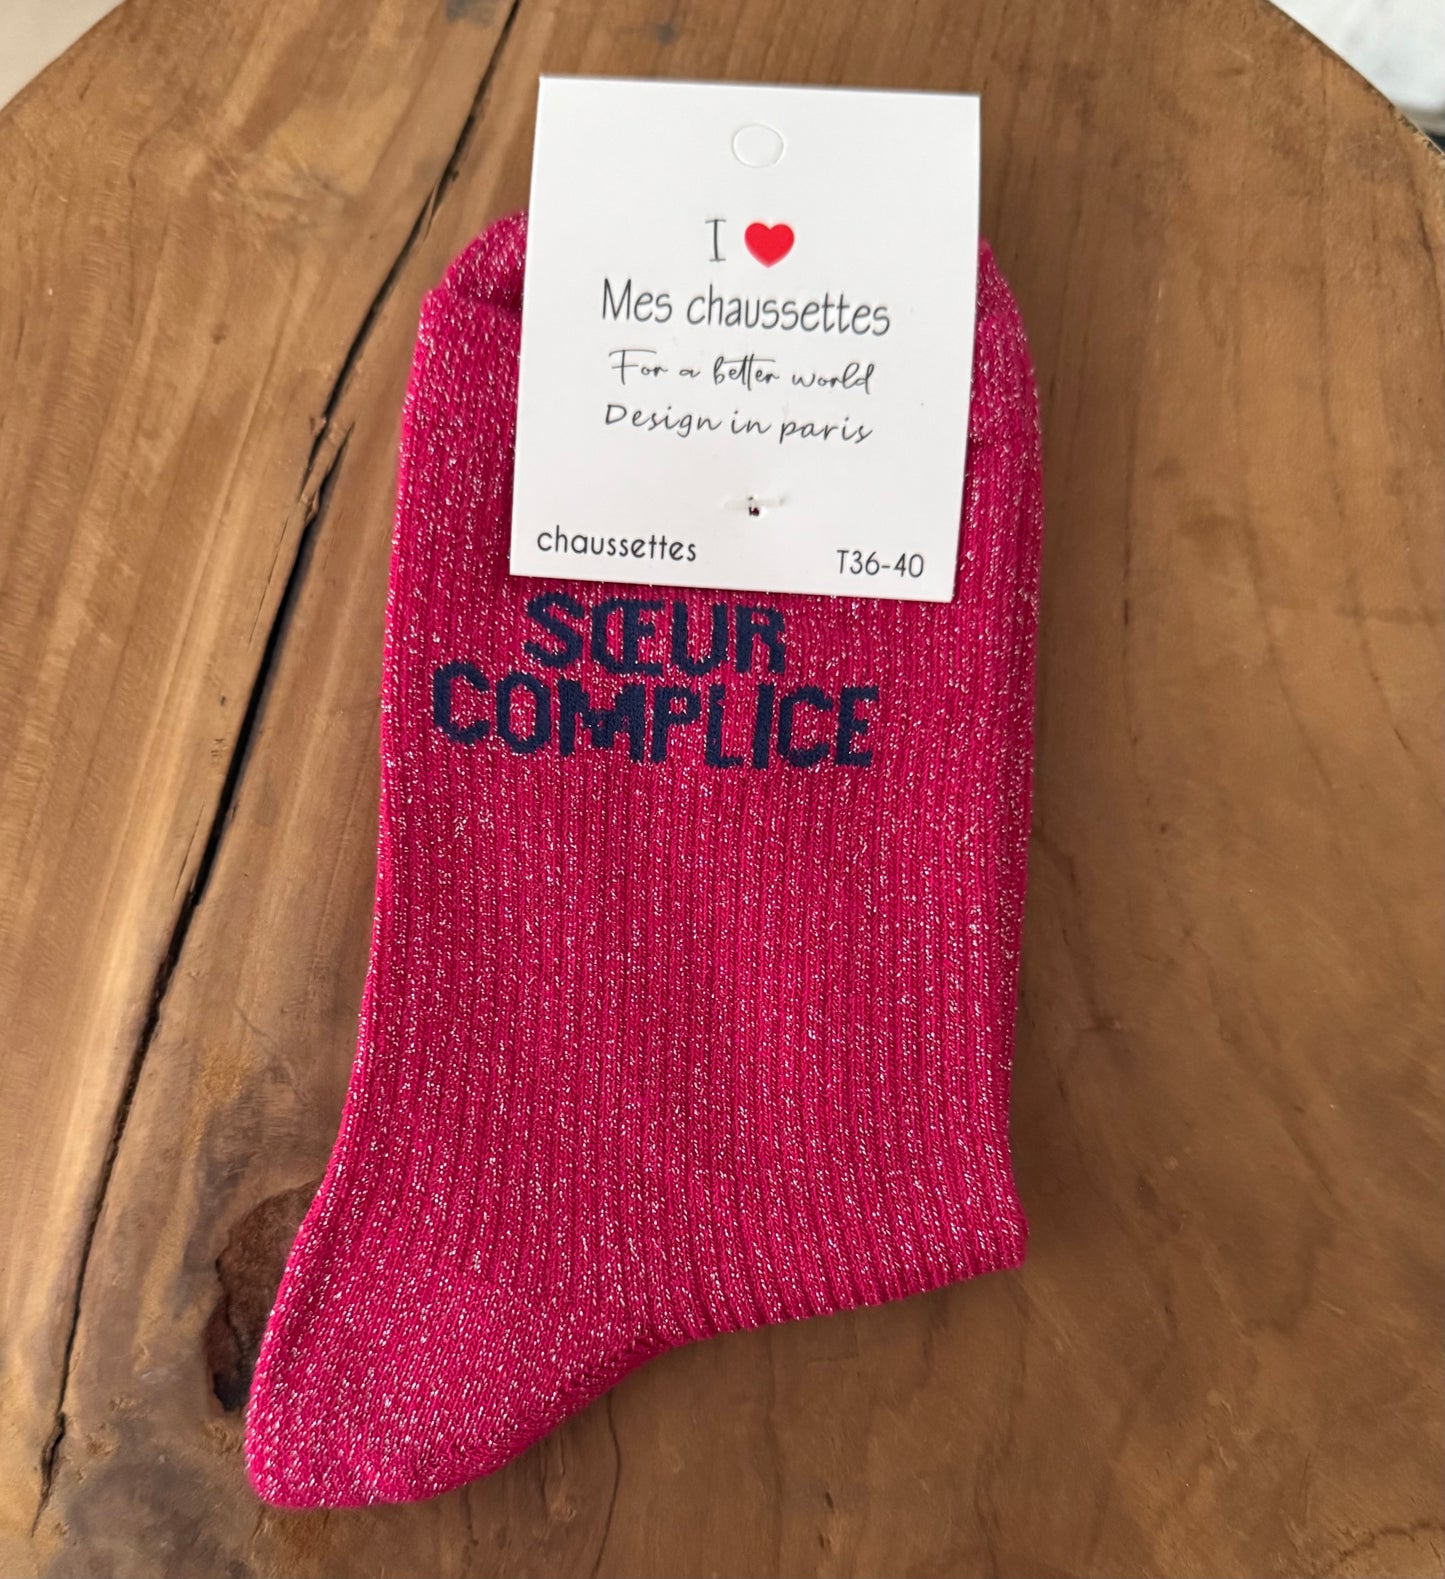 I ❤
Mes chaussettes
For a better world
Design in paris
chaussettes T36-40
SŒUR
COMPLICE